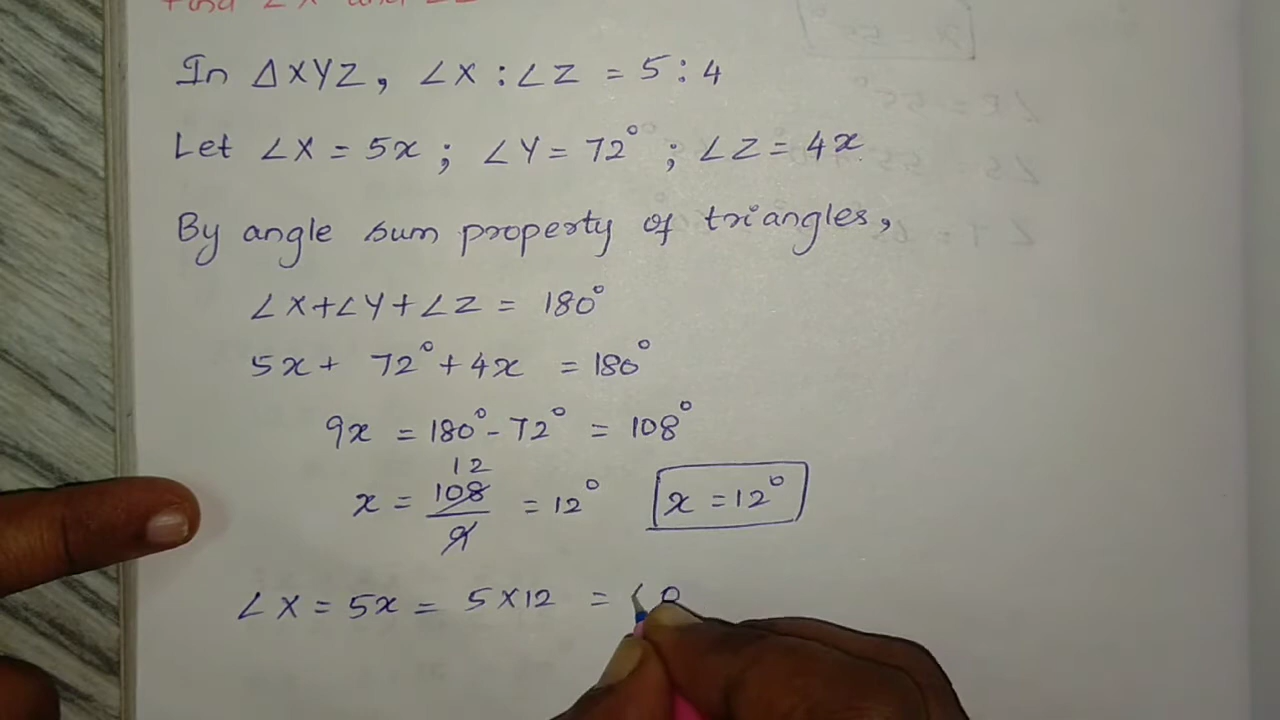 In ΔXYZ, ∠X : ∠Z = 5 : 4
Let ∠X = 5x ; ∠Y = 72° ; ∠Z = 4x
By angle sum property of triangles,
∠X + ∠Y + ∠Z = 180°
5x + 72° + 4x = 180°
9x = 180° - 72° = 108°
12
x = 108/9 = 12° x = 12°
∠X = 5x = 5 × 12 =